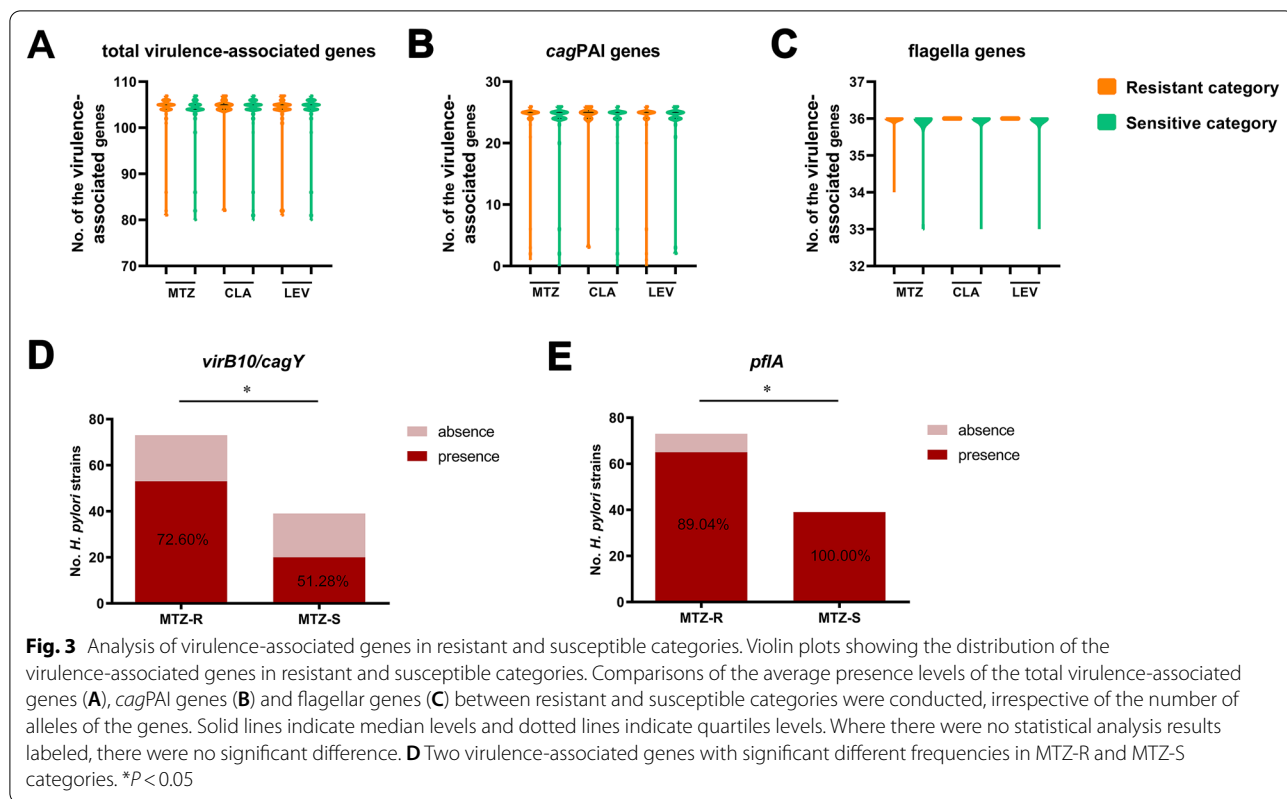 A
total virulence-associated genes
No. of the virulence-
associated genes
110
100
90
80
70
MTZ
CLA
LEV
B
cagPAI genes
No. of the virulence-
associated genes
30
20
10
0
MTZ
CLA
LEV
C
flagella genes
No. of the virulence-
associated genes
37
36
35
34
33
32
MTZ
CLA
LEV
Resistant category
Sensitive category
D
virB10/cagY
*
No. H. pylori strains
80
60
40
20
0
72.60%
51.28%
MTZ-R
MTZ-S
absence
presence
E
pflA
*
No. H. pylori strains
80
60
40
20
0
89.04%
100.00%
MTZ-R
MTZ-S
absence
presence
Fig. 3 Analysis of virulence-associated genes in resistant and susceptible categories. Violin plots showing the distribution of the
virulence-associated genes in resistant and susceptible categories. Comparisons of the average presence levels of the total virulence-associated
genes (A), cagPAI genes (B) and flagellar genes (C) between resistant and susceptible categories were conducted, irrespective of the number of
alleles of the genes. Solid lines indicate median levels and dotted lines indicate quartiles levels. Where there were no statistical analysis results
labeled, there were no significant difference. D Two virulence-associated genes with significant different frequencies in MTZ-R and MTZ-S
categories. *P < 0.05